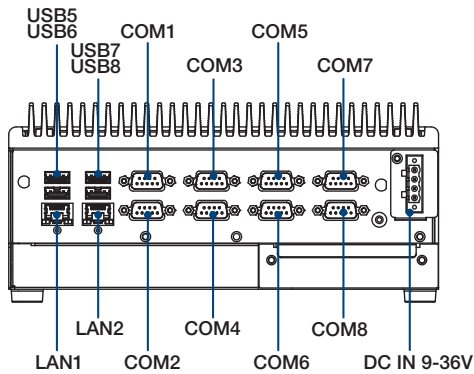 USB5
USB6
USB7
USB8
COM1
COM3
COM5
COM7
LAN1
LAN2
COM2
COM4
COM6
COM8
DC IN 9-36V